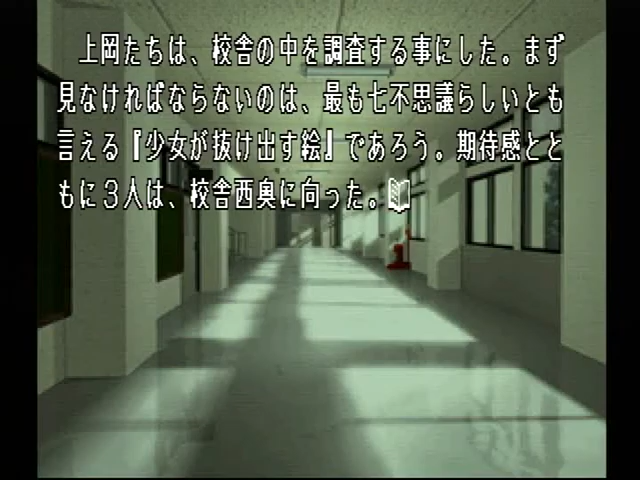 上岡たちは、校舎の中を調査する事にした。まず
見なければならないのは、最も七不思議らしいとも
言える『少女が抜け出す絵』であろう。期待感とと
もに３人は、校舎西奥に向った。